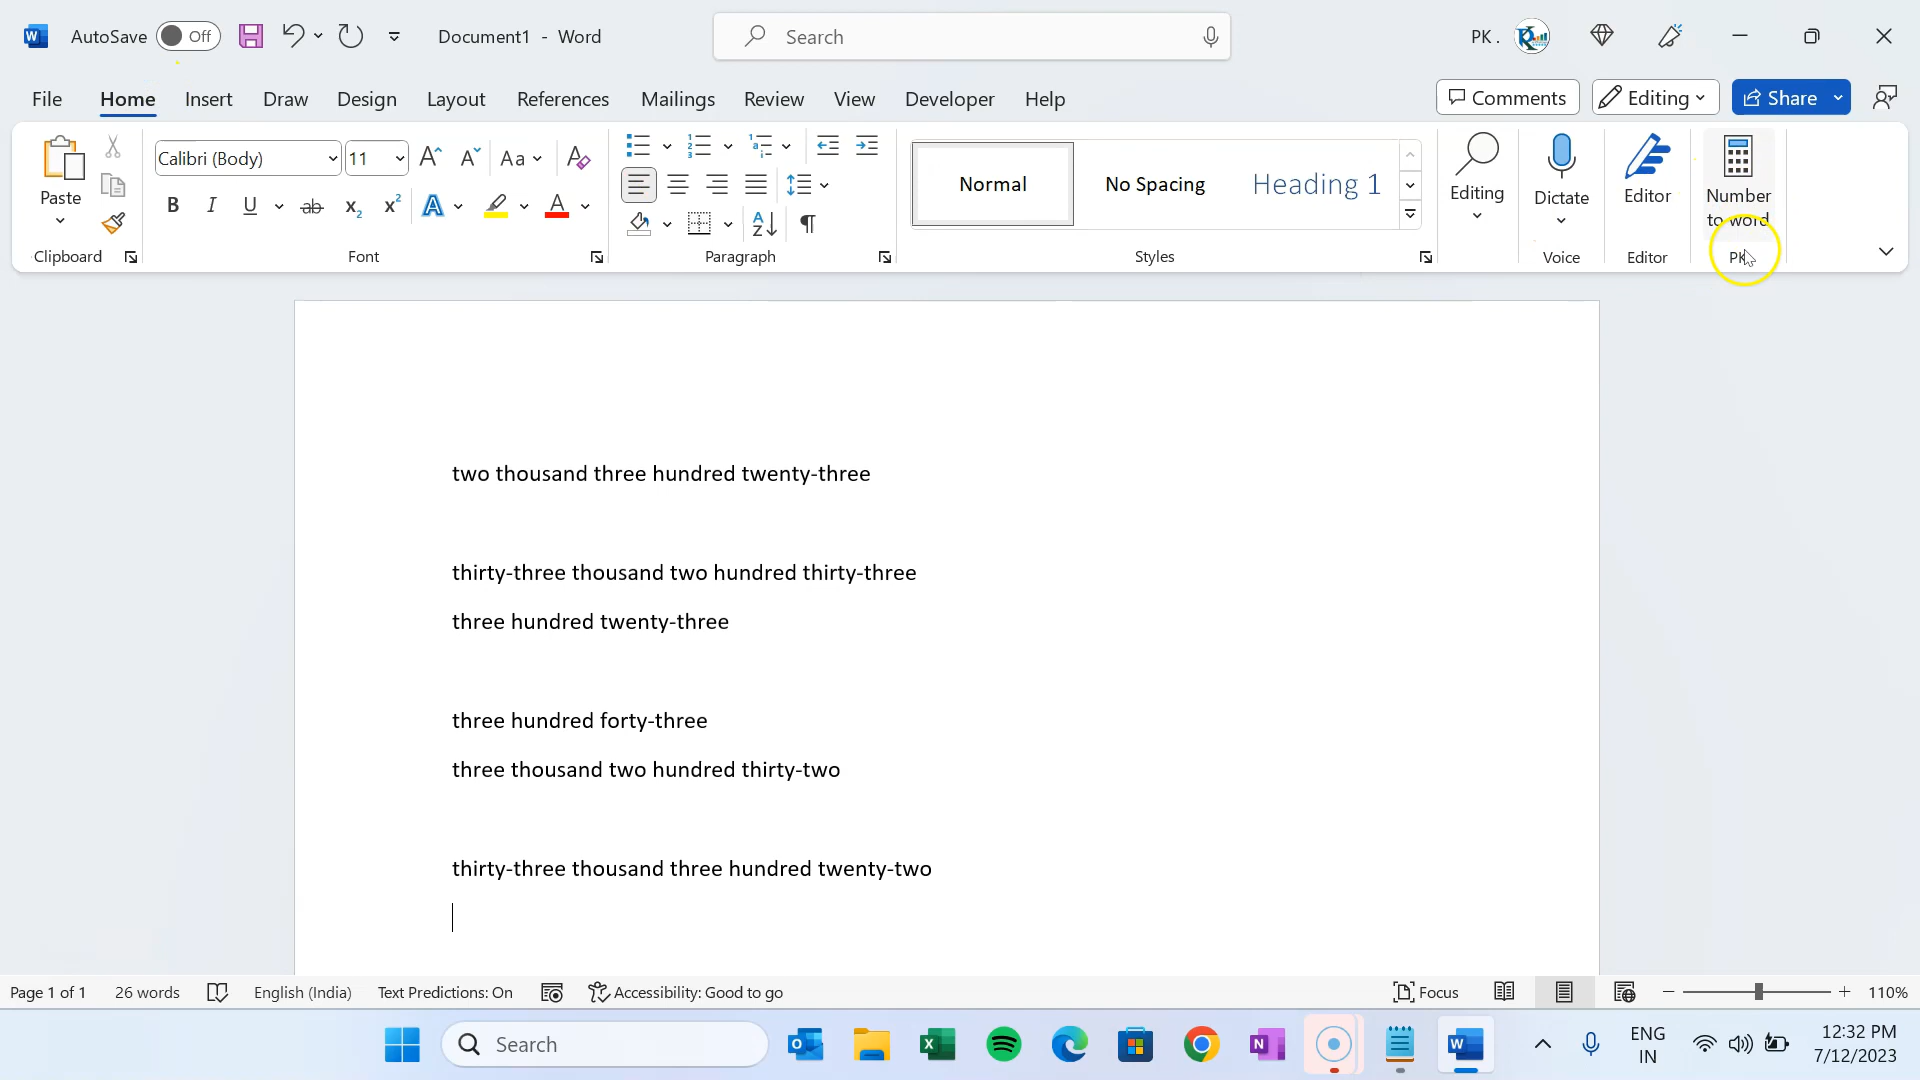 AutoSave Off Document1 - Word Search PK .
File Home Insert Draw Design Layout References Mailings Review View Developer Help Comments Editing Share
Calibri (Body) 11 Aa
Normal No Spacing Heading 1
Paste Editing Dictate Editor Number to word
B I U ab x₂ x² A A
Clipboard Font Paragraph Styles Voice Editor PK
two thousand three hundred twenty-three
thirty-three thousand two hundred thirty-three
three hundred twenty-three
three hundred forty-three
three thousand two hundred thirty-two
thirty-three thousand three hundred twenty-two
Page 1 of 1 26 words English (India) Text Predictions: On Accessibility: Good to go Focus 110%
Search ENG IN 12:32 PM 7/12/2023